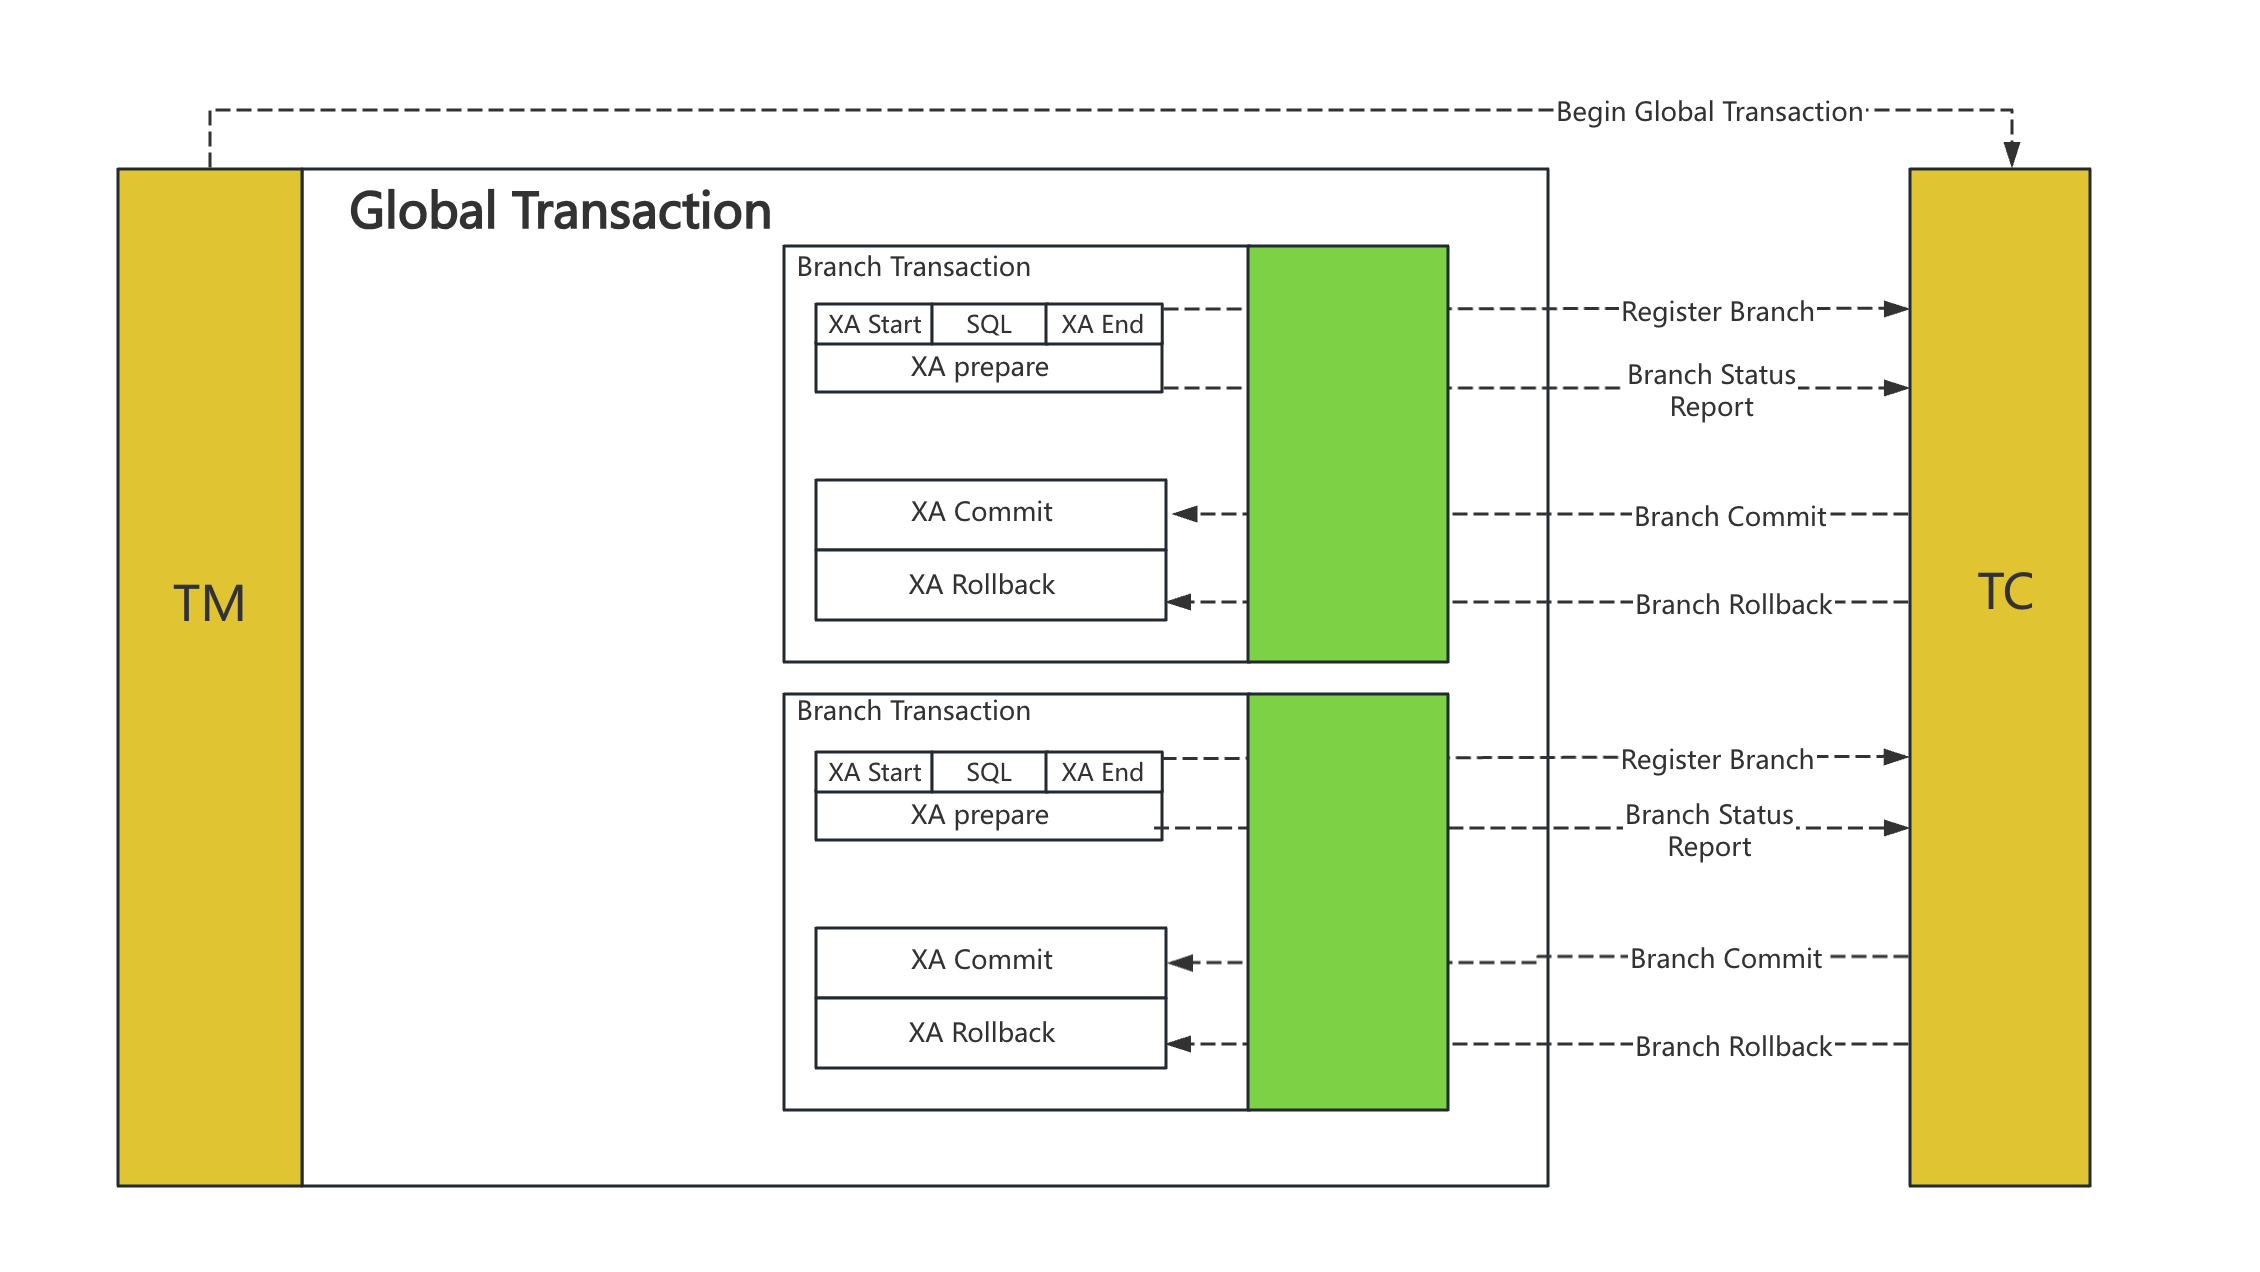 Begin Global Transaction
Global Transaction
TM
TC
Branch Transaction
XA Start
SQL
XA End
XA prepare
Register Branch
Branch Status
Report
XA Commit
Branch Commit
XA Rollback
Branch Rollback
Branch Transaction
XA Start
SQL
XA End
XA prepare
Register Branch
Branch Status
Report
XA Commit
Branch Commit
XA Rollback
Branch Rollback